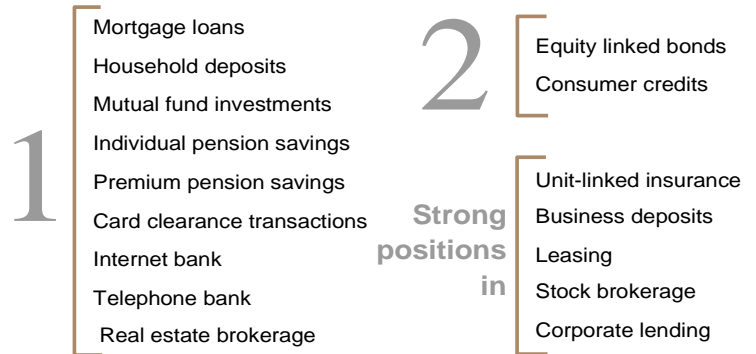 1
Mortgage loans
Household deposits
Mutual fund investments
Individual pension savings
Premium pension savings
Card clearance transactions
Internet bank
Telephone bank
Real estate brokerage
2
Equity linked bonds
Consumer credits
Strong
positions
in
Unit-linked insurance
Business deposits
Leasing
Stock brokerage
Corporate lending